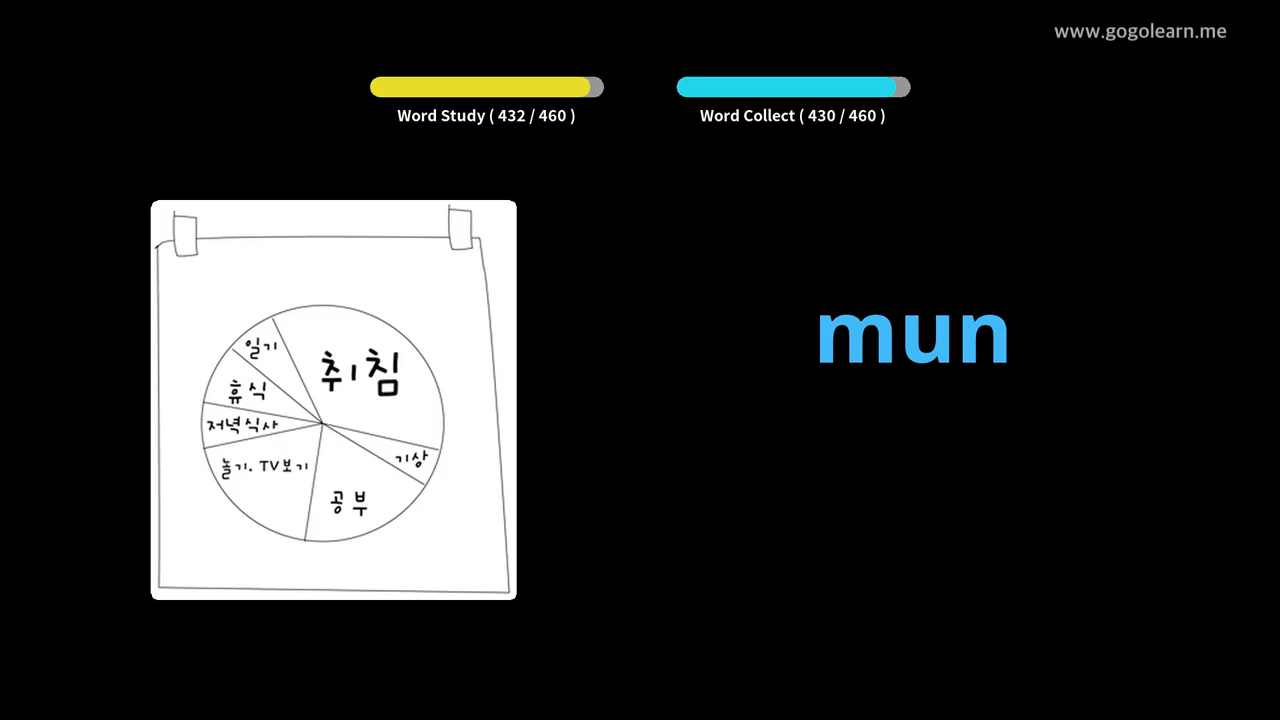 www.gogolearn.me
Word Study ( 432 / 460 )
Word Collect ( 430 / 460 )
mun
일기
취침
휴식
저녁식사
놀기. TV보기
기상
공부